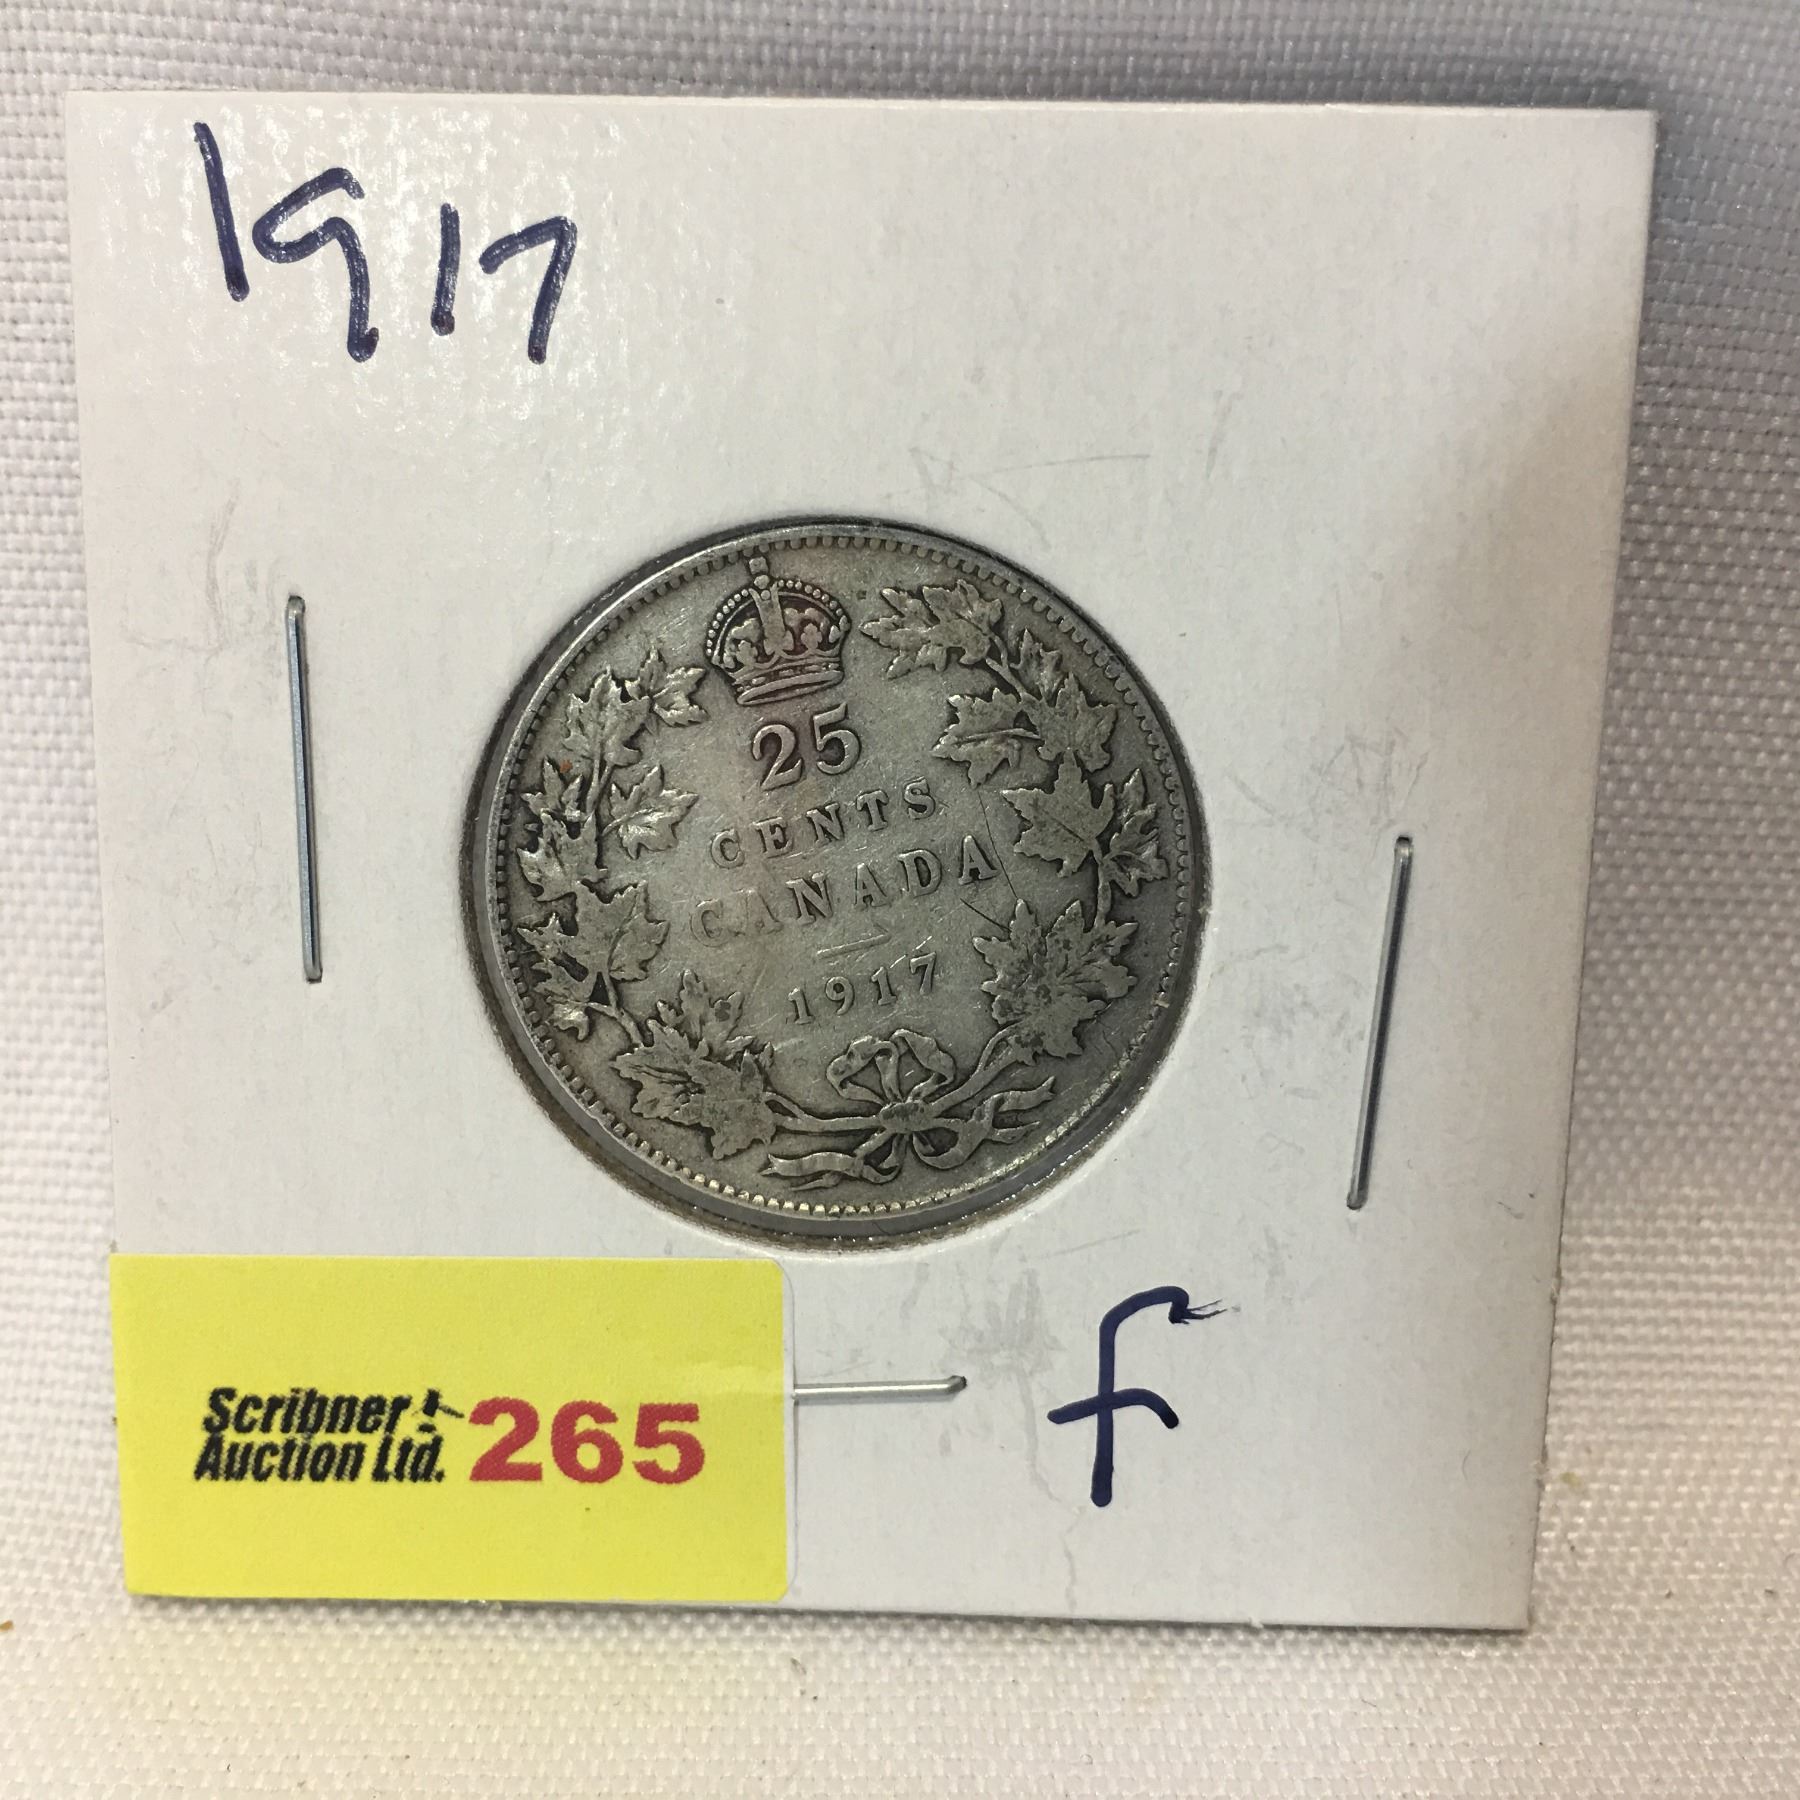 1917
25
CENTS
CANADA
1917
F
Scribner
Auction Ltd. 265